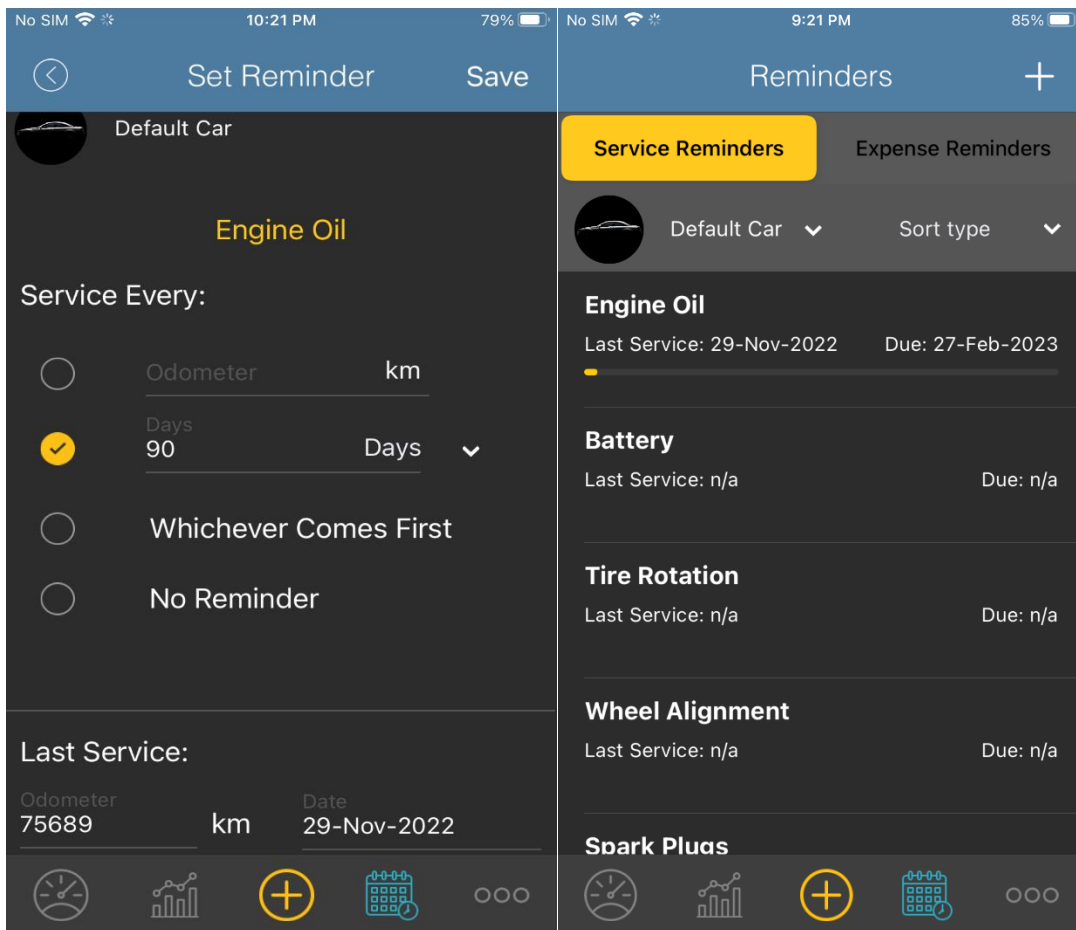 No SIM 10:21 PM 79%
Set Reminder Save
Default Car
Engine Oil
Service Every:
Odometer km
Days
90 Days
Whichever Comes First
No Reminder
Last Service:
Odometer Date
75689 km 29-Nov-2022
No SIM 9:21 PM 85%
Reminders
Service Reminders Expense Reminders
Default Car Sort type
Engine Oil
Last Service: 29-Nov-2022 Due: 27-Feb-2023
Battery
Last Service: n/a Due: n/a
Tire Rotation
Last Service: n/a Due: n/a
Wheel Alignment
Last Service: n/a Due: n/a
Spark Plugs